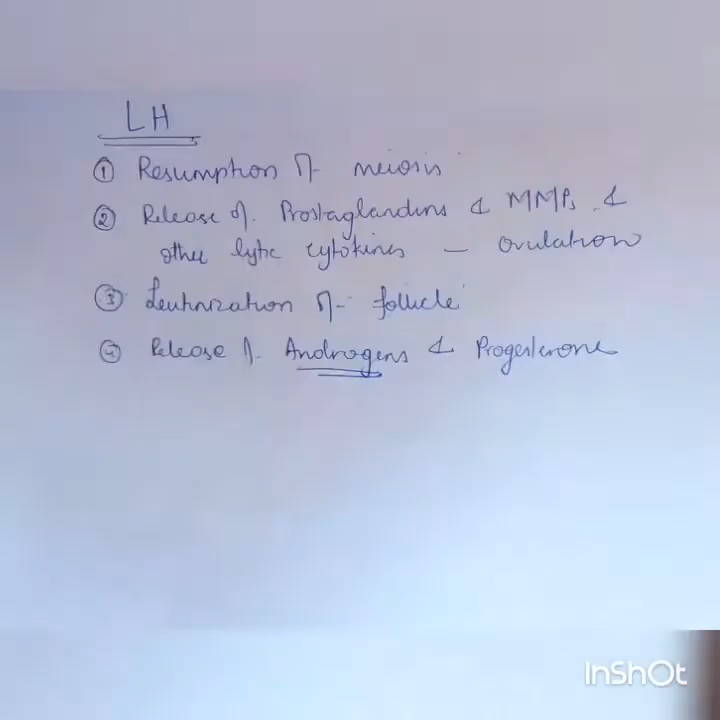 LH
① Resumption of meiosis
② Release of Prostaglandins & MMPs &
other lytic cytokines – ovulation
③ Leutinization of follicle
④ Release of Androgens & Progesterone
InShOt